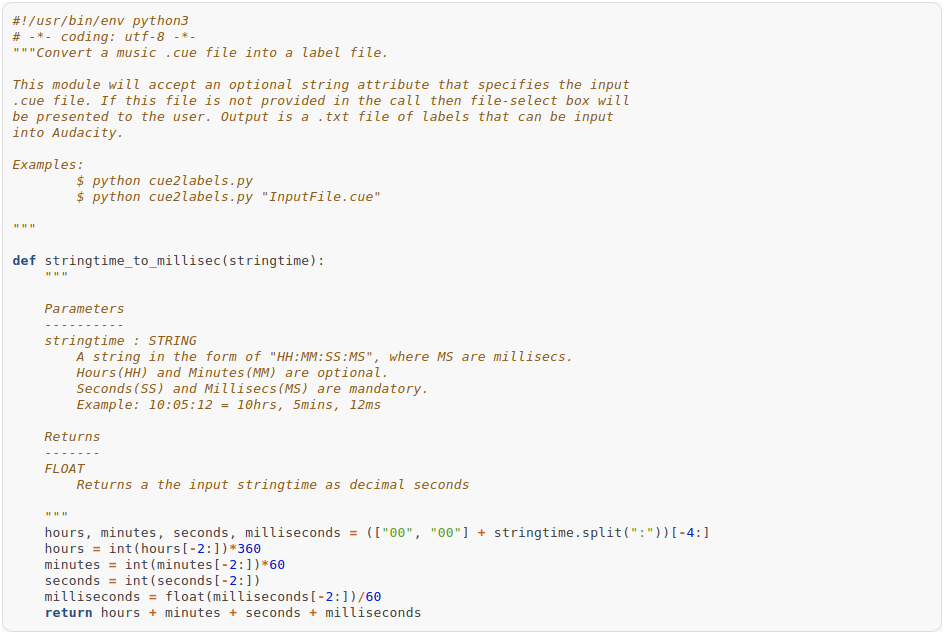 #!/usr/bin/env python3
# -*- coding: utf-8 -*-
"""Convert a music .cue file into a label file.

This module will accept an optional string attribute that specifies the input
.cue file. If this file is not provided in the call then file-select box will
be presented to the user. Output is a .txt file of labels that can be input
into Audacity.

Examples:
        $ python cue2labels.py
        $ python cue2labels.py "InputFile.cue"

"""

def stringtime_to_millisec(stringtime):
    """

    Parameters
    ----------
    stringtime : STRING
        A string in the form of "HH:MM:SS:MS", where MS are millisecs.
        Hours(HH) and Minutes(MM) are optional.
        Seconds(SS) and Millisecs(MS) are mandatory.
        Example: 10:05:12 = 10hrs, 5mins, 12ms

    Returns
    -------
    FLOAT
        Returns a the input stringtime as decimal seconds

    """
    hours, minutes, seconds, milliseconds = (["00", "00"] + stringtime.split(":"))[-4:]
    hours = int(hours[-2:])*360
    minutes = int(minutes[-2:])*60
    seconds = int(seconds[-2:])
    milliseconds = float(milliseconds[-2:])/60
    return hours + minutes + seconds + milliseconds